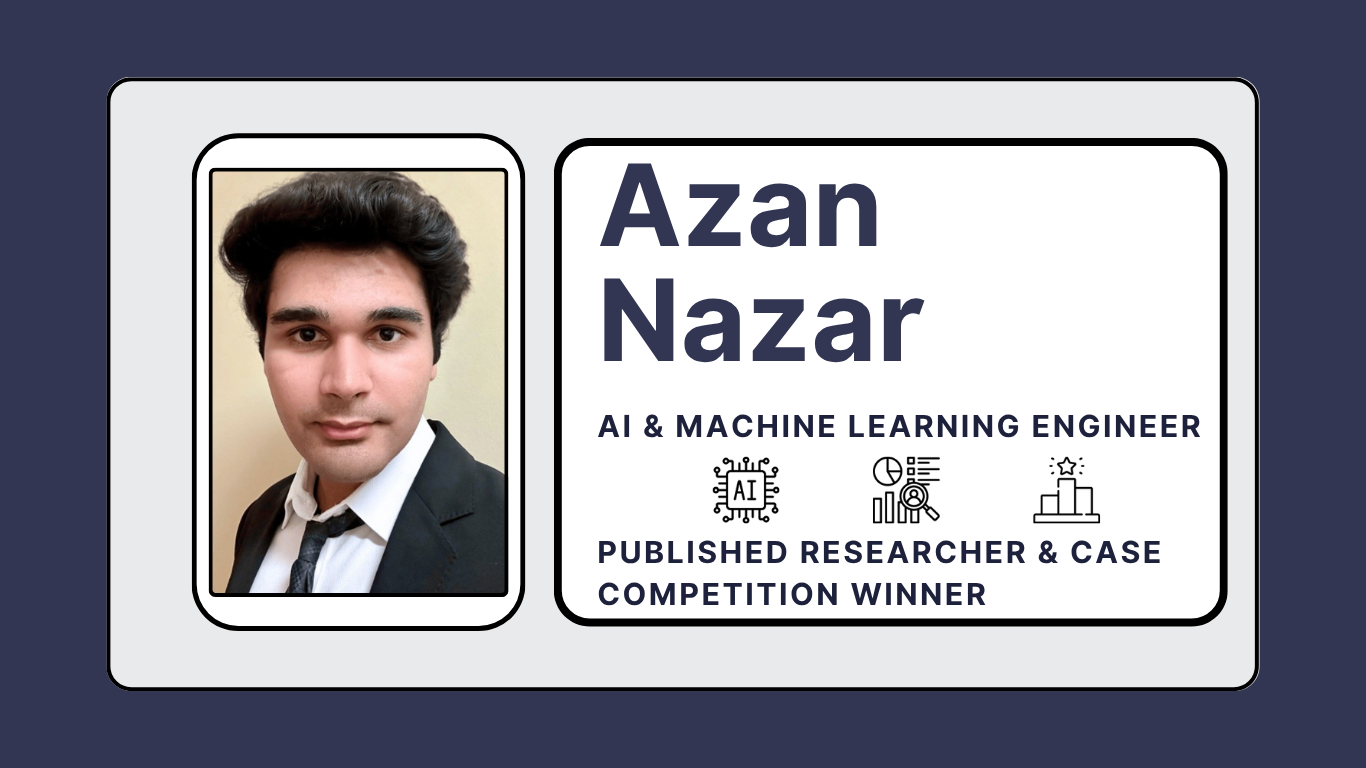 Azan
Nazar
AI & MACHINE LEARNING ENGINEER
AI
PUBLISHED RESEARCHER & CASE
COMPETITION WINNER